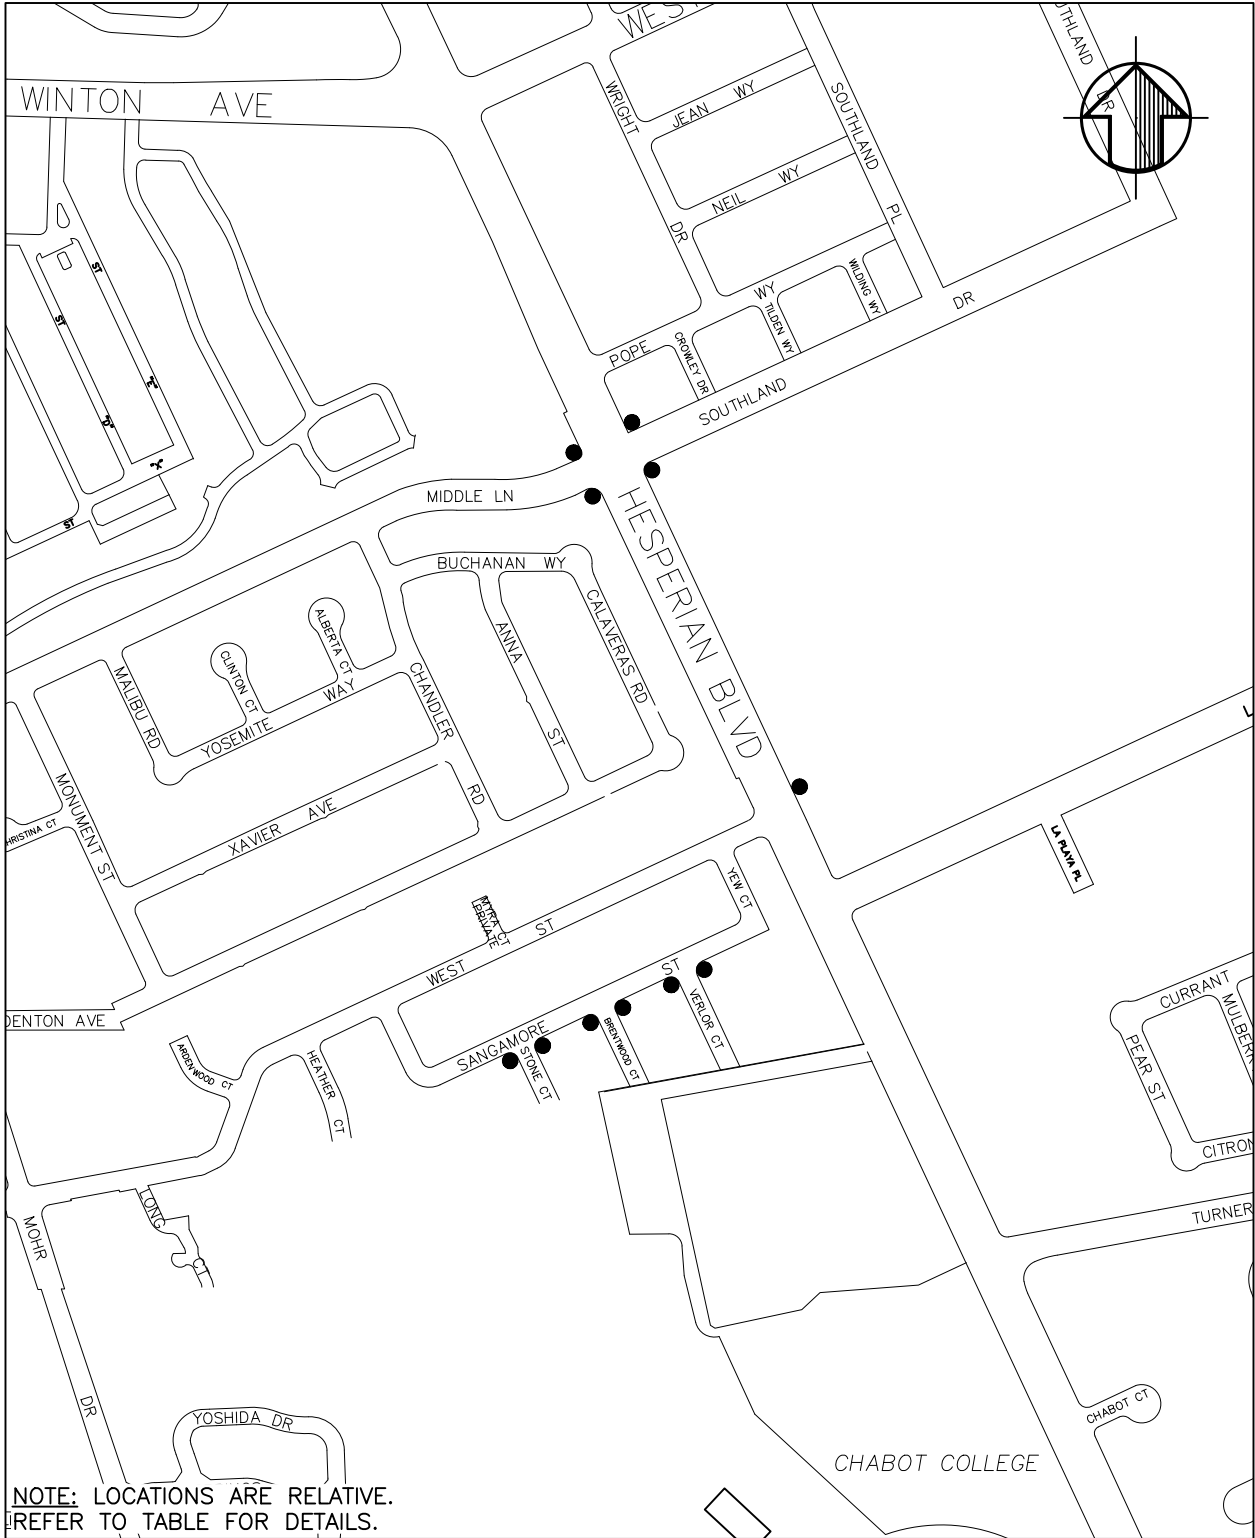 WINTON AVE
WRIGHT
DR
JEAN WY
NEIL WY
SOUTHLAND
PL
DR
WILDING WY
WY
TILDEN WY
POPE
CROWLEY DR
SOUTHLAND
DR
ST
ST
"E"
"D"
"X"
ST
MIDDLE LN
HESPERIAN BLVD
BUCHANAN WY
CALAVERAS RD
ANNA
ST
ALBERTA CT
CLINTON CT
MALIBU RD
YOSEMITE WAY
CHANDLER
RD
MONUMENT ST
XAVIER AVE
LA PLAYA PL
YEW CT
MYRA CT
PRIVATE
WEST ST
SANGAMORE ST
VERLOR CT
BRENTWOOD CT
STONE CT
DENTON AVE
ARDENWOOD CT
HEATHER CT
CURRANT
PEAR ST
TURNER
LONG
CT
MOHR
DR
YOSHIDA DR
CHABOT CT
CHABOT COLLEGE
NOTE: LOCATIONS ARE RELATIVE.
REFER TO TABLE FOR DETAILS.